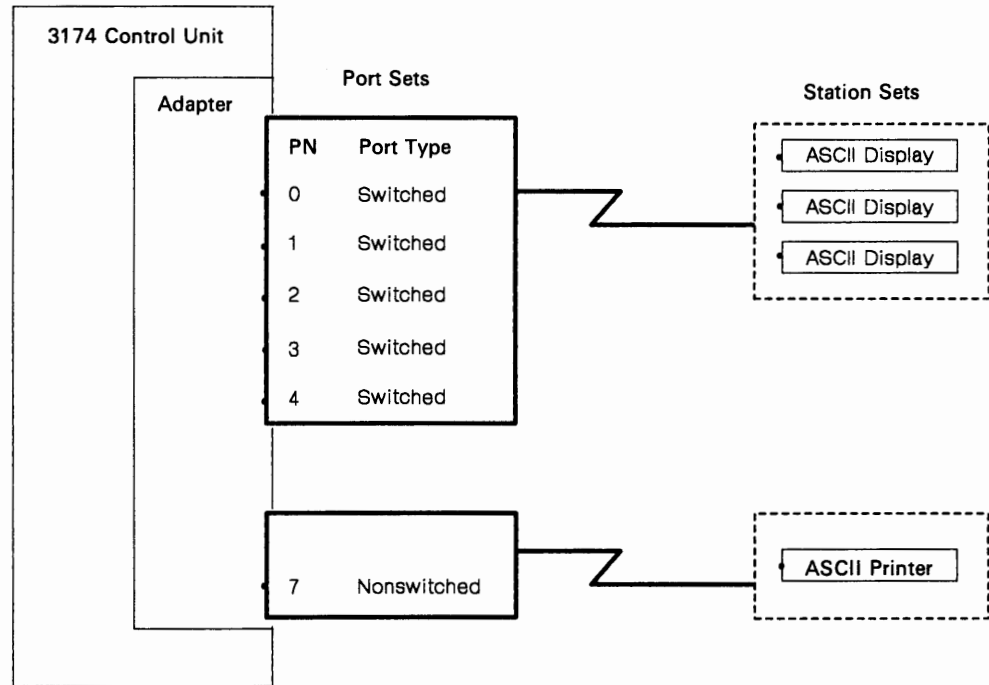 3174 Control Unit
Port Sets
Station Sets
Adapter
PN Port Type
0 Switched
1 Switched
2 Switched
3 Switched
4 Switched
7 Nonswitched
ASCII Display
ASCII Display
ASCII Display
ASCII Printer